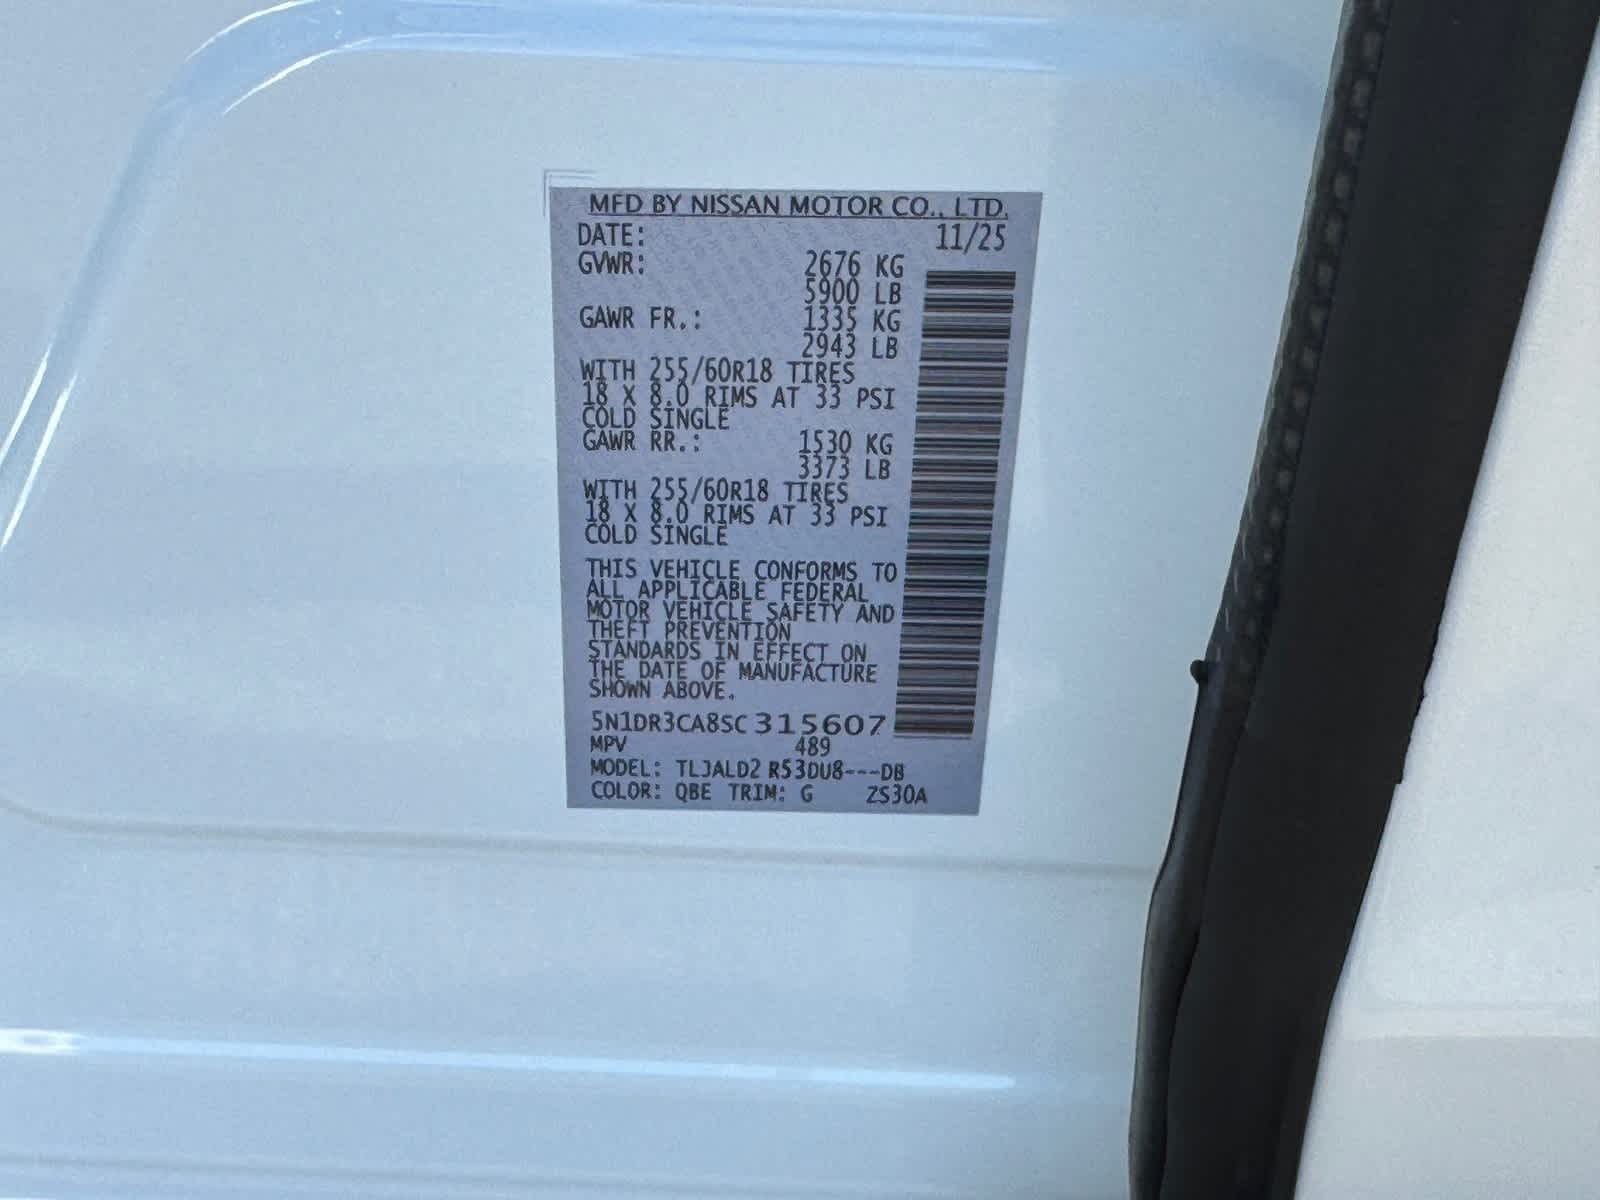 MFD BY NISSAN MOTOR CO., LTD.
DATE: 11/25
GVWR: 2676 KG
5900 LB
GAWR FR.: 1335 KG
2943 LB
WITH 255/60R18 TIRES
18 X 8.0 RIMS AT 33 PSI
COLD SINGLE
GAWR RR.: 1530 KG
3373 LB
WITH 255/60R18 TIRES
18 X 8.0 RIMS AT 33 PSI
COLD SINGLE
THIS VEHICLE CONFORMS TO
ALL APPLICABLE FEDERAL
MOTOR VEHICLE SAFETY AND
THEFT PREVENTION
STANDARDS IN EFFECT ON
THE DATE OF MANUFACTURE
SHOWN ABOVE.
5N1DR3CA8SC315607
MPV 489
MODEL: TLJALD2 R53DU8---DB
COLOR: QBE TRIM: G ZS30A